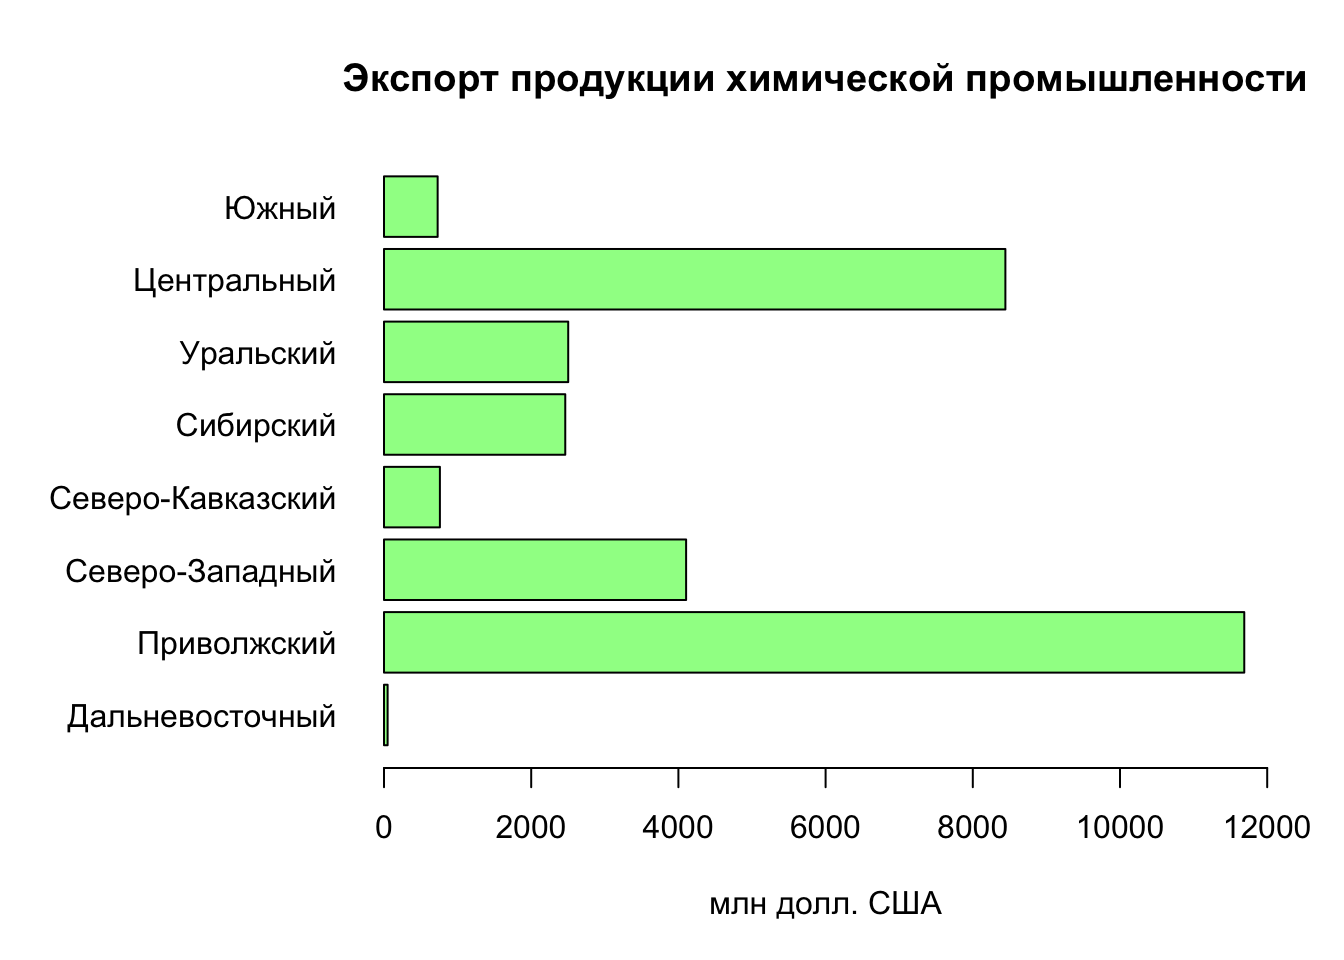 Экспорт продукции химической промышленности
Южный
Центральный
Уральский
Сибирский
Северо-Кавказский
Северо-Западный
Приволжский
Дальневосточный
0 2000 4000 6000 8000 10000 12000
млн долл. США